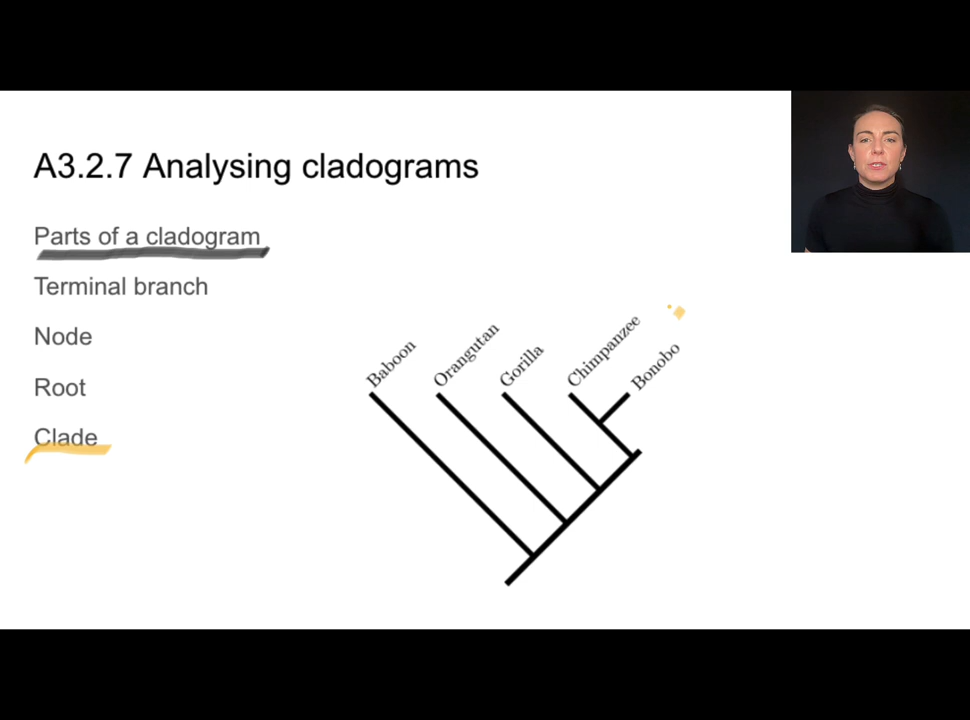 A3.2.7 Analysing cladograms
Parts of a cladogram
Terminal branch
Node
Root
Clade
Baboon
Orangutan
Gorilla
Chimpanzee
Bonobo